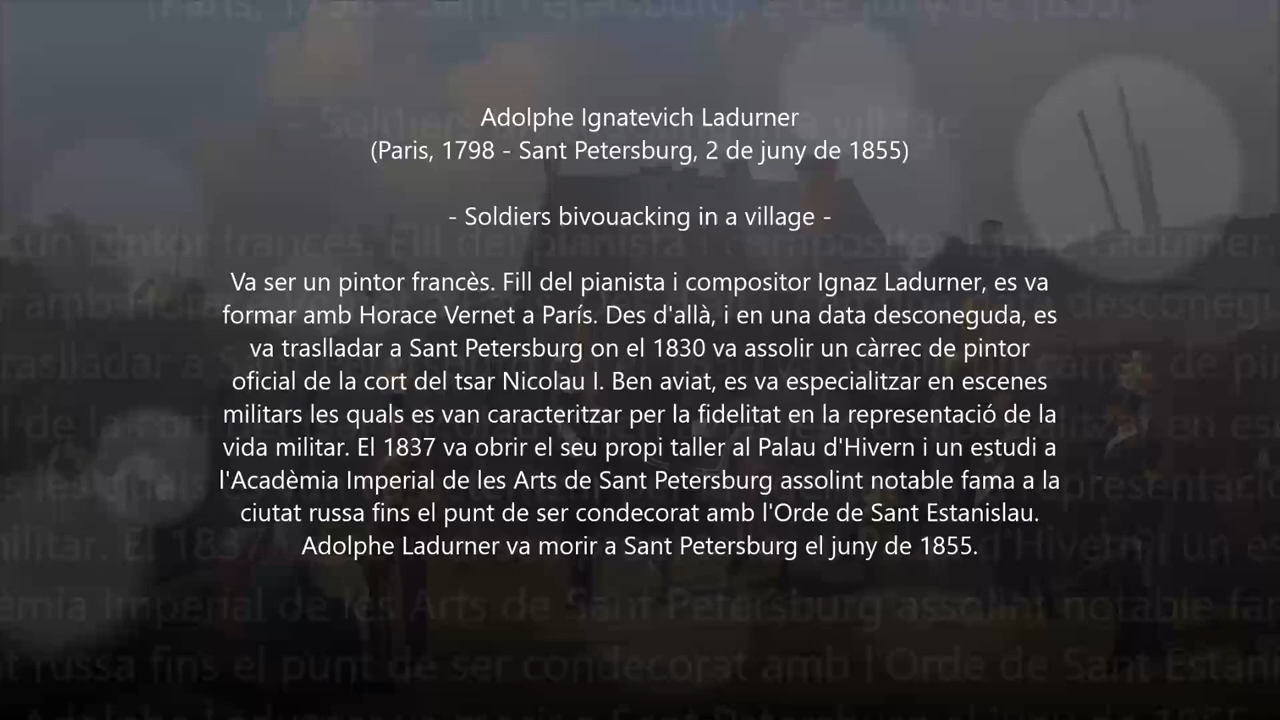 Adolphe Ignatevich Ladurner
(Paris, 1798 - Sant Petersburg, 2 de juny de 1855)
- Soldiers bivouacking in a village -
Va ser un pintor francès. Fill del pianista i compositor Ignaz Ladurner, es va
formar amb Horace Vernet a París. Des d'allà, i en una data desconeguda, es
va traslladar a Sant Petersburg on el 1830 va assolir un càrrec de pintor
oficial de la cort del tsar Nicolau I. Ben aviat, es va especialitzar en escenes
militars les quals es van caracteritzar per la fidelitat en la representació de la
vida militar. El 1837 va obrir el seu propi taller al Palau d'Hivern i un estudi a
l'Acadèmia Imperial de les Arts de Sant Petersburg assolint notable fama a la
ciutat russa fins el punt de ser condecorat amb l'Orde de Sant Estanislau.
Adolphe Ladurner va morir a Sant Petersburg el juny de 1855.